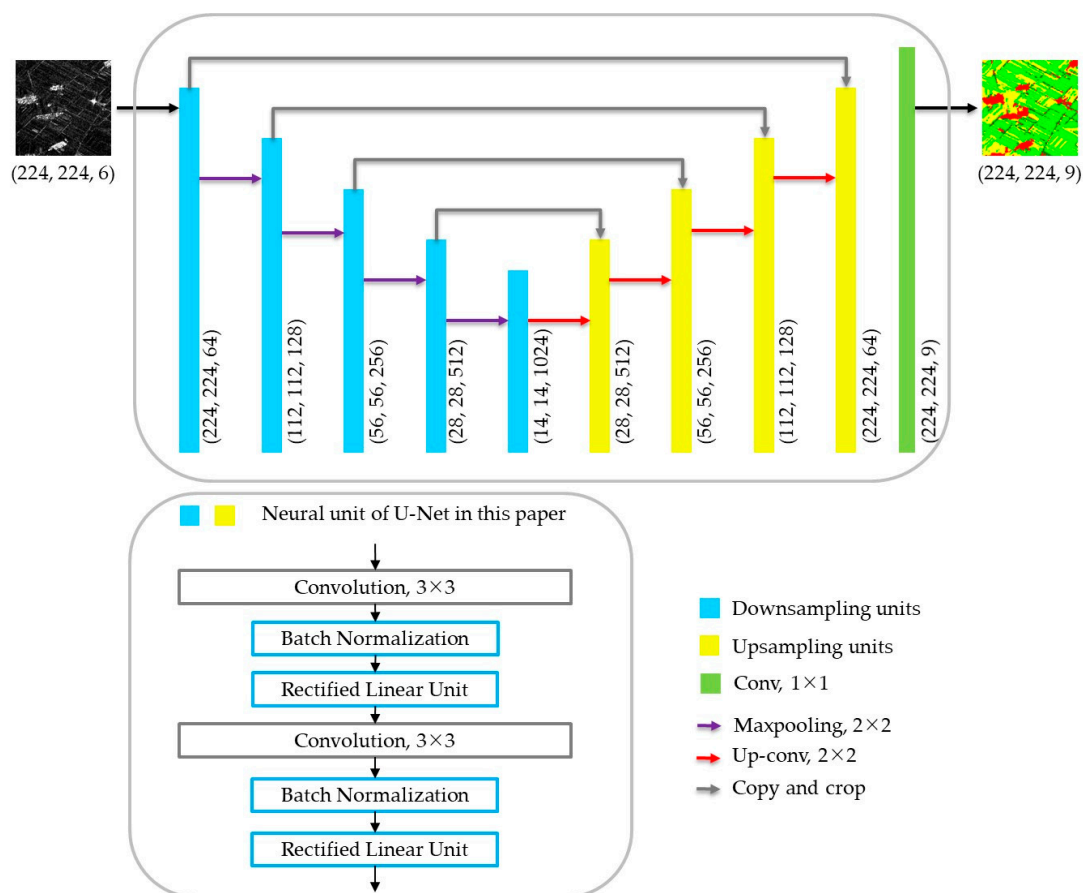 (224, 224, 6)
(224, 224, 9)
(224, 224, 64)
(112, 112, 128)
(56, 56, 256)
(28, 28, 512)
(14, 14, 1024)
(28, 28, 512)
(56, 56, 256)
(112, 112, 128)
(224, 224, 64)
(224, 224, 9)
Neural unit of U-Net in this paper
Convolution, 3×3
Batch Normalization
Rectified Linear Unit
Convolution, 3×3
Batch Normalization
Rectified Linear Unit
Downsampling units
Upsampling units
Conv, 1×1
Maxpooling, 2×2
Up-conv, 2×2
Copy and crop